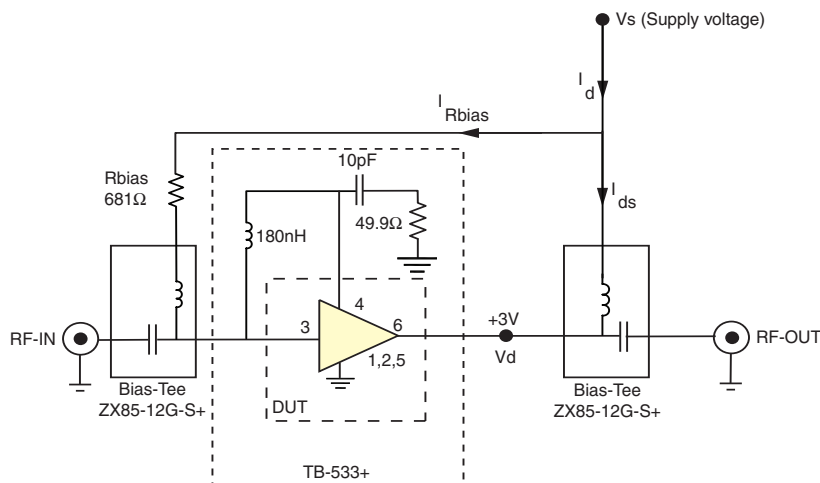 Vs (Supply voltage)
I d
I Rbias
I ds
Rbias
681Ω
10pF
49.9Ω
180nH
RF-IN
3
4
6
1,2,5
+3V
Vd
RF-OUT
Bias-Tee
ZX85-12G-S+
DUT
Bias-Tee
ZX85-12G-S+
TB-533+